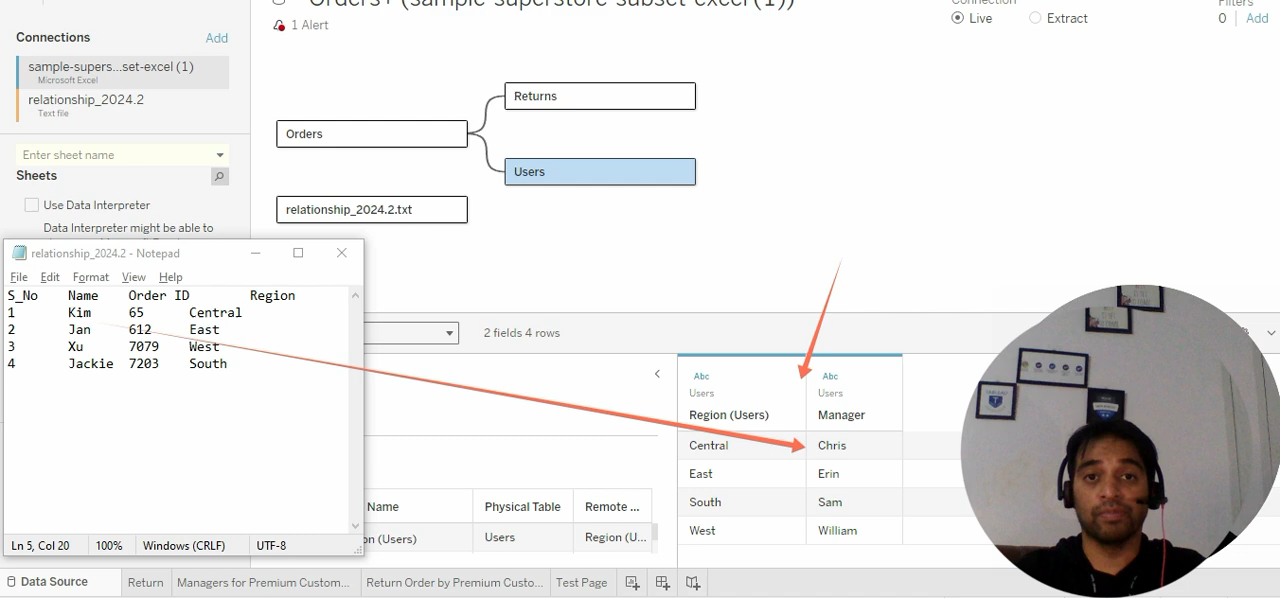 Orders+ (sample-superstore-subset-excel (1))
Connection
Filters
1 Alert
Live
Extract
0
Add
Connections
Add
sample-supers...set-excel (1)
Microsoft Excel
relationship_2024.2
Text file
Enter sheet name
Sheets
Use Data Interpreter
Data Interpreter might be able to
Orders
Returns
Users
relationship_2024.2.txt
relationship_2024.2 - Notepad
File Edit Format View Help
S_No Name Order ID Region
1 Kim 65 Central
2 Jan 612 East
3 Xu 7079 West
4 Jackie 7203 South
Ln 5, Col 20 100% Windows (CRLF) UTF-8
2 fields 4 rows
Name Physical Table Remote ...
on (Users) Users Region (U...
Abc Abc
Users Users
Region (Users) Manager
Central Chris
East Erin
South Sam
West William
Data Source Return Managers for Premium Custom... Return Order by Premium Custo... Test Page